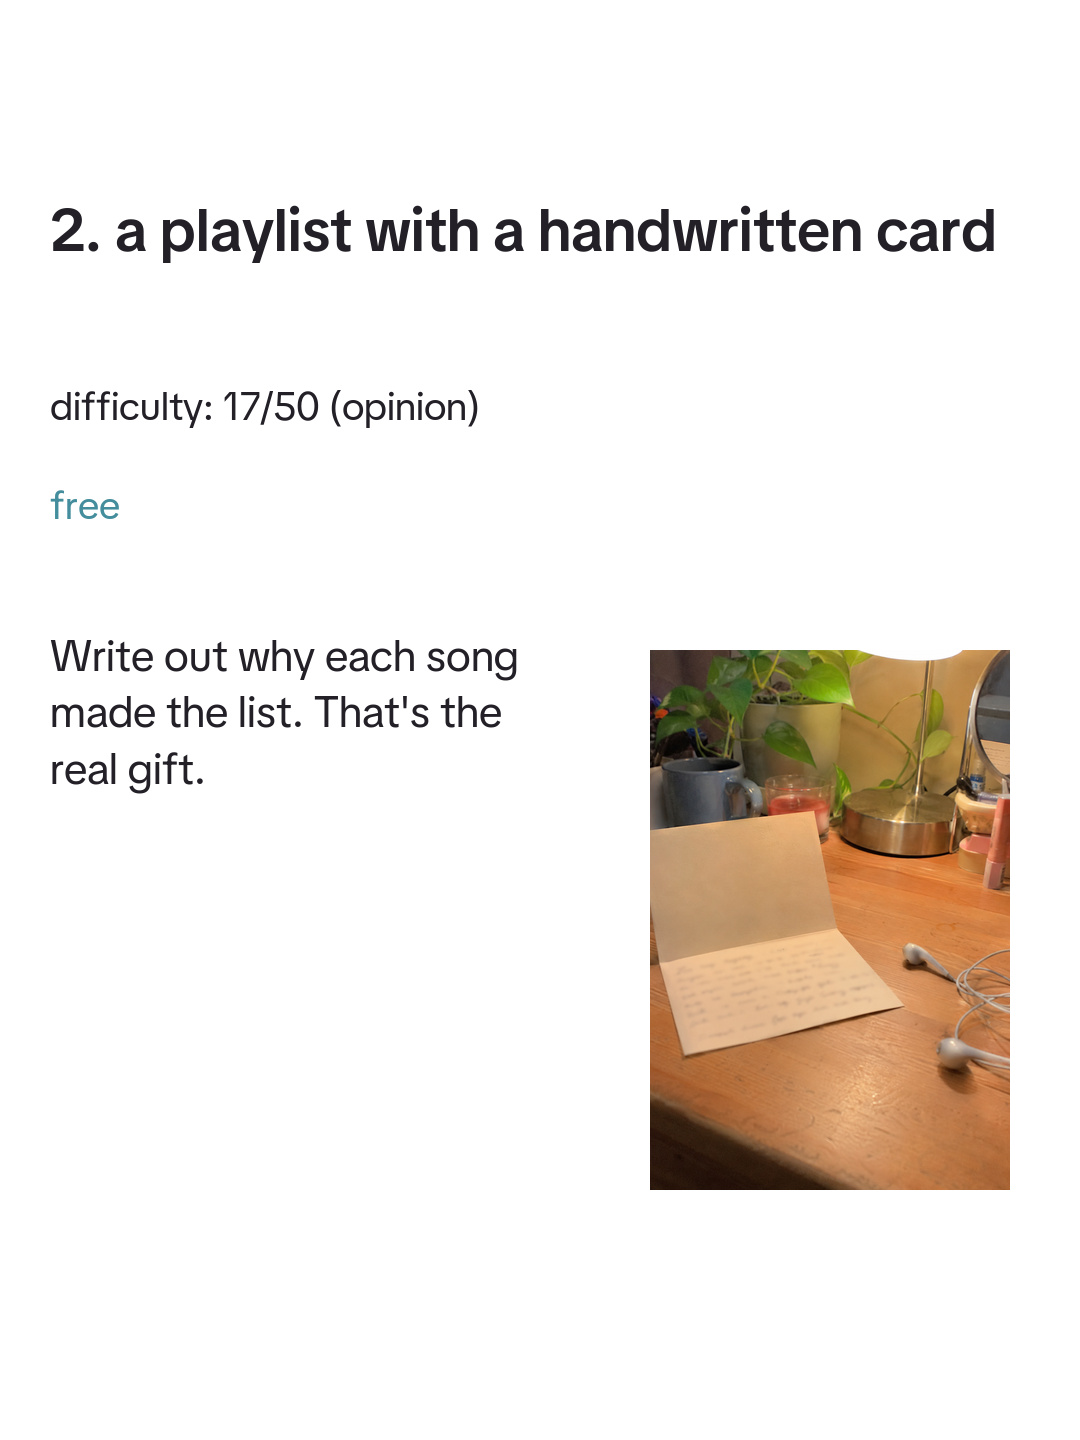 2. a playlist with a handwritten card
difficulty: 17/50 (opinion)
free
Write out why each song
made the list. That's the
real gift.